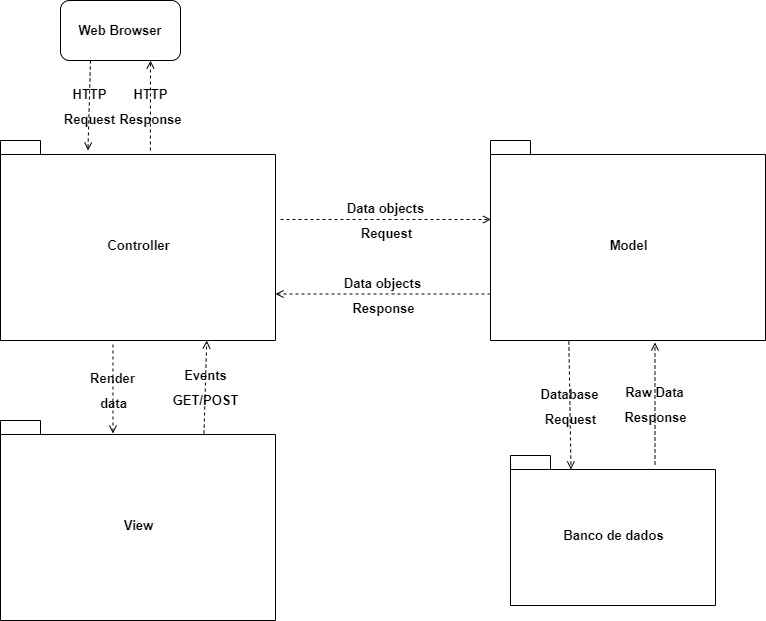 Web Browser
HTTP
Request
HTTP
Response
Controller
Data objects
Request
Data objects
Response
Model
Render
data
Events
GET/POST
Database
Request
Raw Data
Response
View
Banco de dados